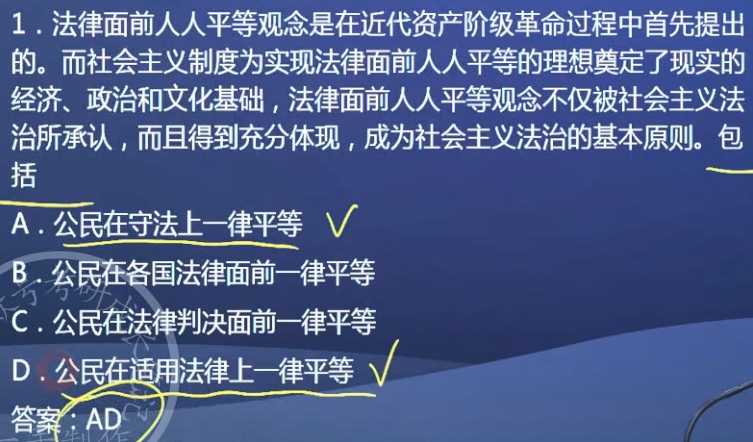 1．法律面前人人平等观念是在近代资产阶级革命过程中首先提出
的。而社会主义制度为实现法律面前人人平等的理想奠定了现实的
经济、政治和文化基础，法律面前人人平等观念不仅被社会主义法
治所承认，而且得到充分体现，成为社会主义法治的基本原则。包
括
A．公民在守法上一律平等
B．公民在各国法律面前一律平等
C．公民在法律判决面前一律平等
D．公民在适用法律上一律平等
答案：AD